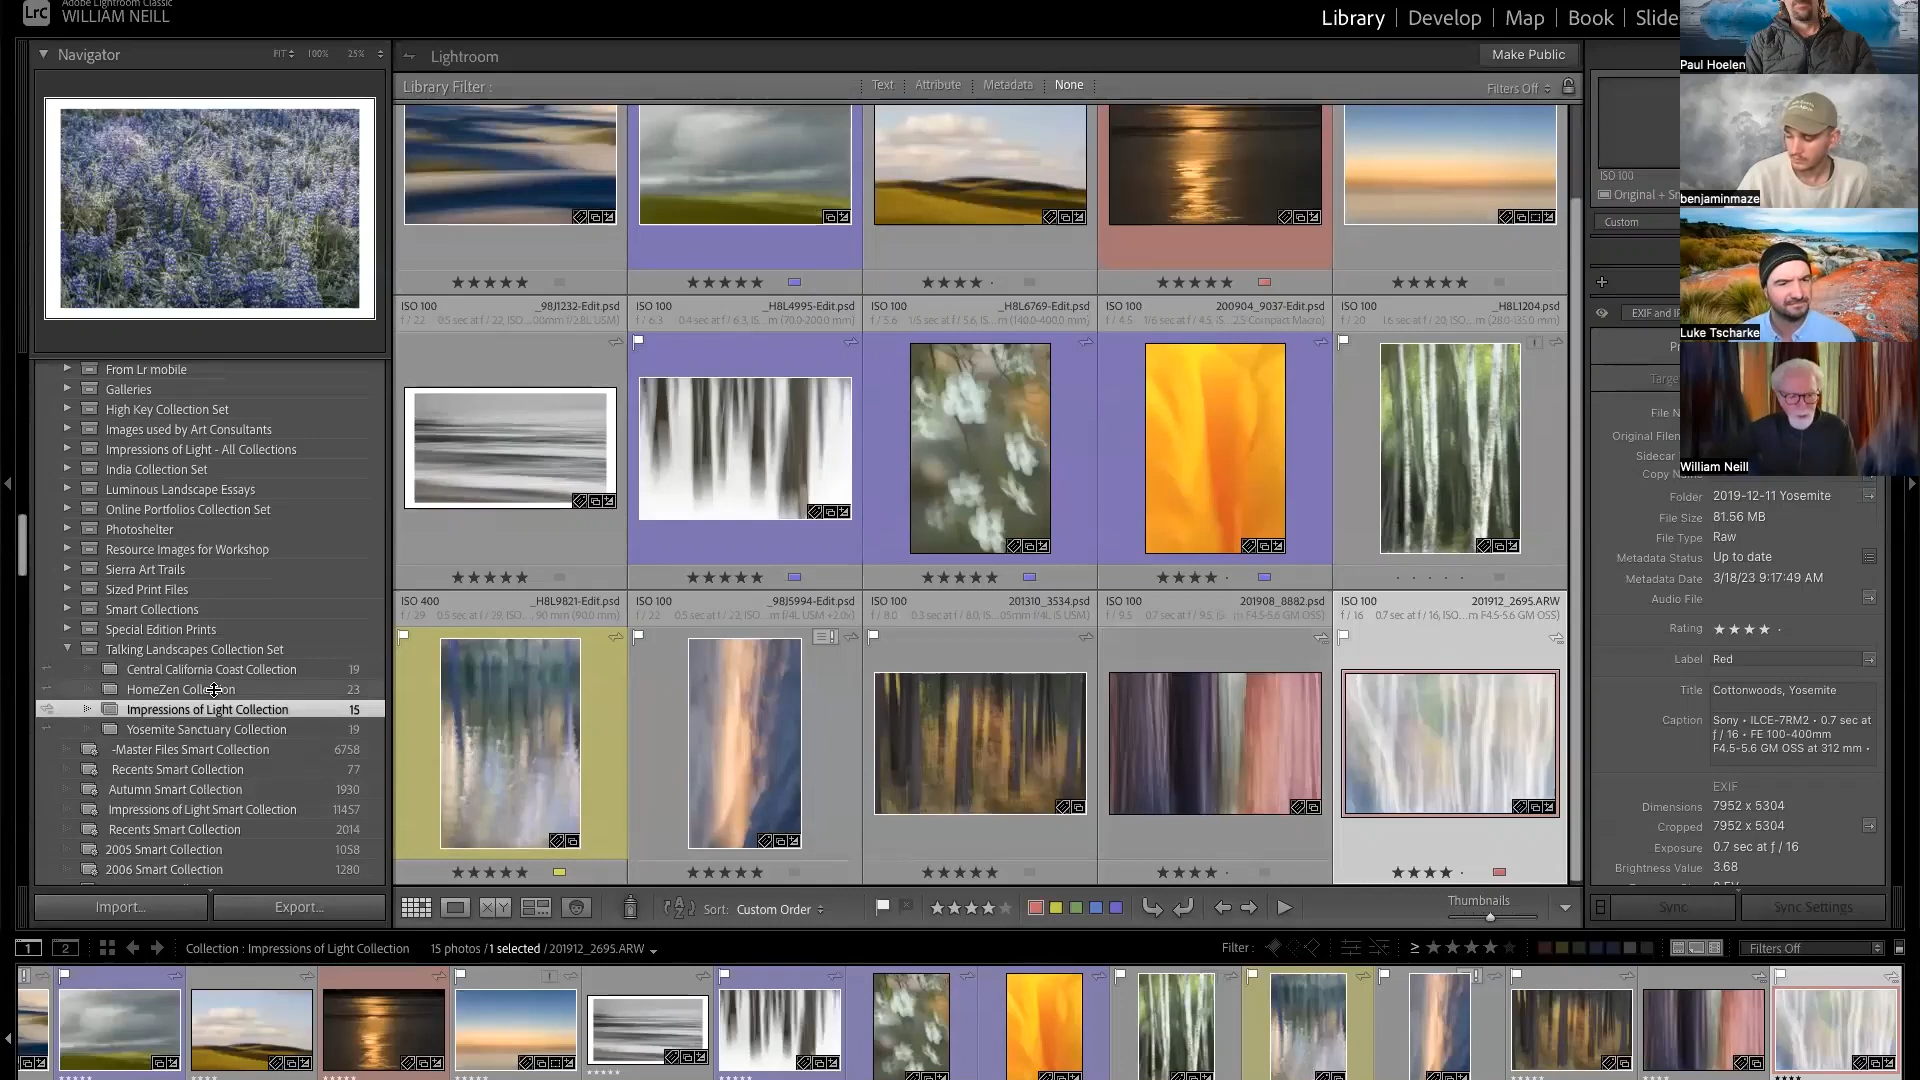 Lrc
Adobe Lightroom Classic
WILLIAM NEILL
Library | Develop | Map | Book | Slide
Paul Hoelen
benjaminmaze
Luke Tscharke
William Neill
Navigator
FIT
100%
25%
Lightroom
Make Public
Library Filter :
Text
Attribute
Metadata
None
Filters Off
ISO 100
Original + Sm
Custom
ISO 100 _98J1232-Edit.psd
ISO 100 _H8L4995-Edit.psd
ISO 100 _H8L6769-Edit.psd
ISO 100 200904_9037-Edit.psd
ISO 100 _H8L1204.psd
From Lr mobile
Galleries
High Key Collection Set
Images used by Art Consultants
Impressions of Light - All Collections
India Collection Set
Luminous Landscape Essays
Online Portfolios Collection Set
Photoshelter
Resource Images for Workshop
Sierra Art Trails
Sized Print Files
Smart Collections
Special Edition Prints
Talking Landscapes Collection Set
Central California Coast Collection 19
HomeZen 23
Impressions of Light Collection 15
Yosemite Sanctuary Collection 19
-Master Files Smart Collection 6758
Recents Smart Collection 77
Autumn Smart Collection 1930
Impressions of Light Smart Collection 11457
Recents Smart Collection 2014
2005 Smart Collection 1058
2006 Smart Collection 1280
Import...
Export...
ISO 400 _H8L9821-Edit.psd
ISO 100 _98J5994-Edit.psd
ISO 100 201310_3534.psd
ISO 100 201908_8882.psd
ISO 100 201912_2695.ARW
EXIF and IP
File N
Original Filen
Sidecar
Copy Na
Folder 2019-12-11 Yosemite
File Size 81.56 MB
File Type Raw
Metadata Status Up to date
Metadata Date 3/18/23 9:17:49 AM
Audio File
Rating
Label Red
Title Cottonwoods, Yosemite
Caption Sony • ILCE-7RM2 • 0.7 sec at
ƒ / 16 • FE 100-400mm
F4.5-5.6 GM OSS at 312 mm •
EXIF
Dimensions 7952 x 5304
Cropped 7952 x 5304
Exposure 0.7 sec at ƒ / 16
Brightness Value 3.68
Sync
Sync Settings
XY
Sort: Custom Order
Thumbnails
1
2
Collection : Impressions of Light Collection
15 photos / 1 selected / 201912_2695.ARW
Filter :
≥
Filters Off